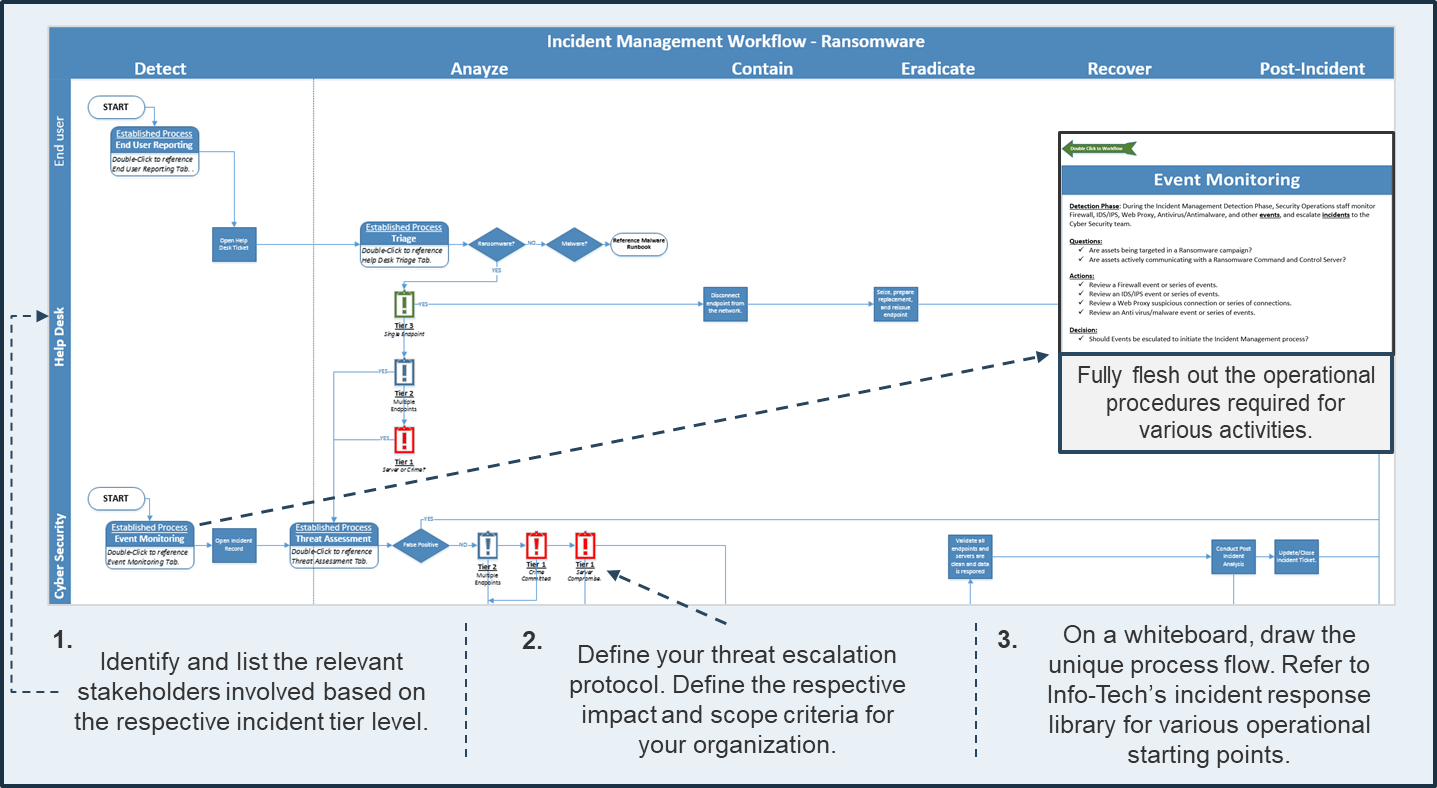 Incident Management Workflow - Ransomware
Detect
Anayze
Contain
Eradicate
Recover
Post-Incident
End user
START
Established Process
End User Reporting
Double-Click to reference
End User Reporting Tab. .
Open Help
Desk Ticket
Help Desk
Established Process
Triage
Double-Click to reference
Help Desk Triage Tab.
Ransomware?
NO
Malware?
Reference Malware
Runbook
YES
Tier 3
Single Endpoint
YES
Disconnect
endpoint from
the network.
Seize, prepare
replacement,
and reissue
endpoint
YES
Tier 2
Multiple
Endpoints
YES
Tier 1
Server or Crime?
Double Click to Workflow
Event Monitoring
Detection Phase: During the Incident Management Detection Phase, Security Operations staff monitor
Firewall, IDS/IPS, Web Proxy, Antivirus/Antimalware, and other events, and escalate incidents to the
Cyber Security team.
Questions:
✓ Are assets being targeted in a Ransomware campaign?
✓ Are assets actively communicating with a Ransomware Command and Control Server?
Actions:
✓ Review a Firewall event or series of events.
✓ Review an IDS/IPS event or series of events.
✓ Review a Web Proxy suspicious connection or series of connections.
✓ Review an Anti virus/malware event or series of events.
Decision:
✓ Should Events be esculated to initiate the Incident Management process?
Fully flesh out the operational
procedures required for
various activities.
Cyber Security
START
Established Process
Event Monitoring
Double-Click to reference
Event Monitoring Tab.
Open Incident
Record
Established Process
Threat Assessment
Double-Click to reference
Threat Assessment Tab.
False Positive
YES
NO
Tier 2
Multiple
Endpoints
Tier 1
Crime
Committed
Tier 1
Server
Compromise.
Validate all
endpoints and
servers are
clean and data
is respored
Conduct Post
Incident
Analysis
Update/Close
Incident Ticket.
1.
Identify and list the relevant
stakeholders involved based on
the respective incident tier level.
2.
Define your threat escalation
protocol. Define the respective
impact and scope criteria for
your organization.
3.
On a whiteboard, draw the
unique process flow. Refer to
Info-Tech's incident response
library for various operational
starting points.